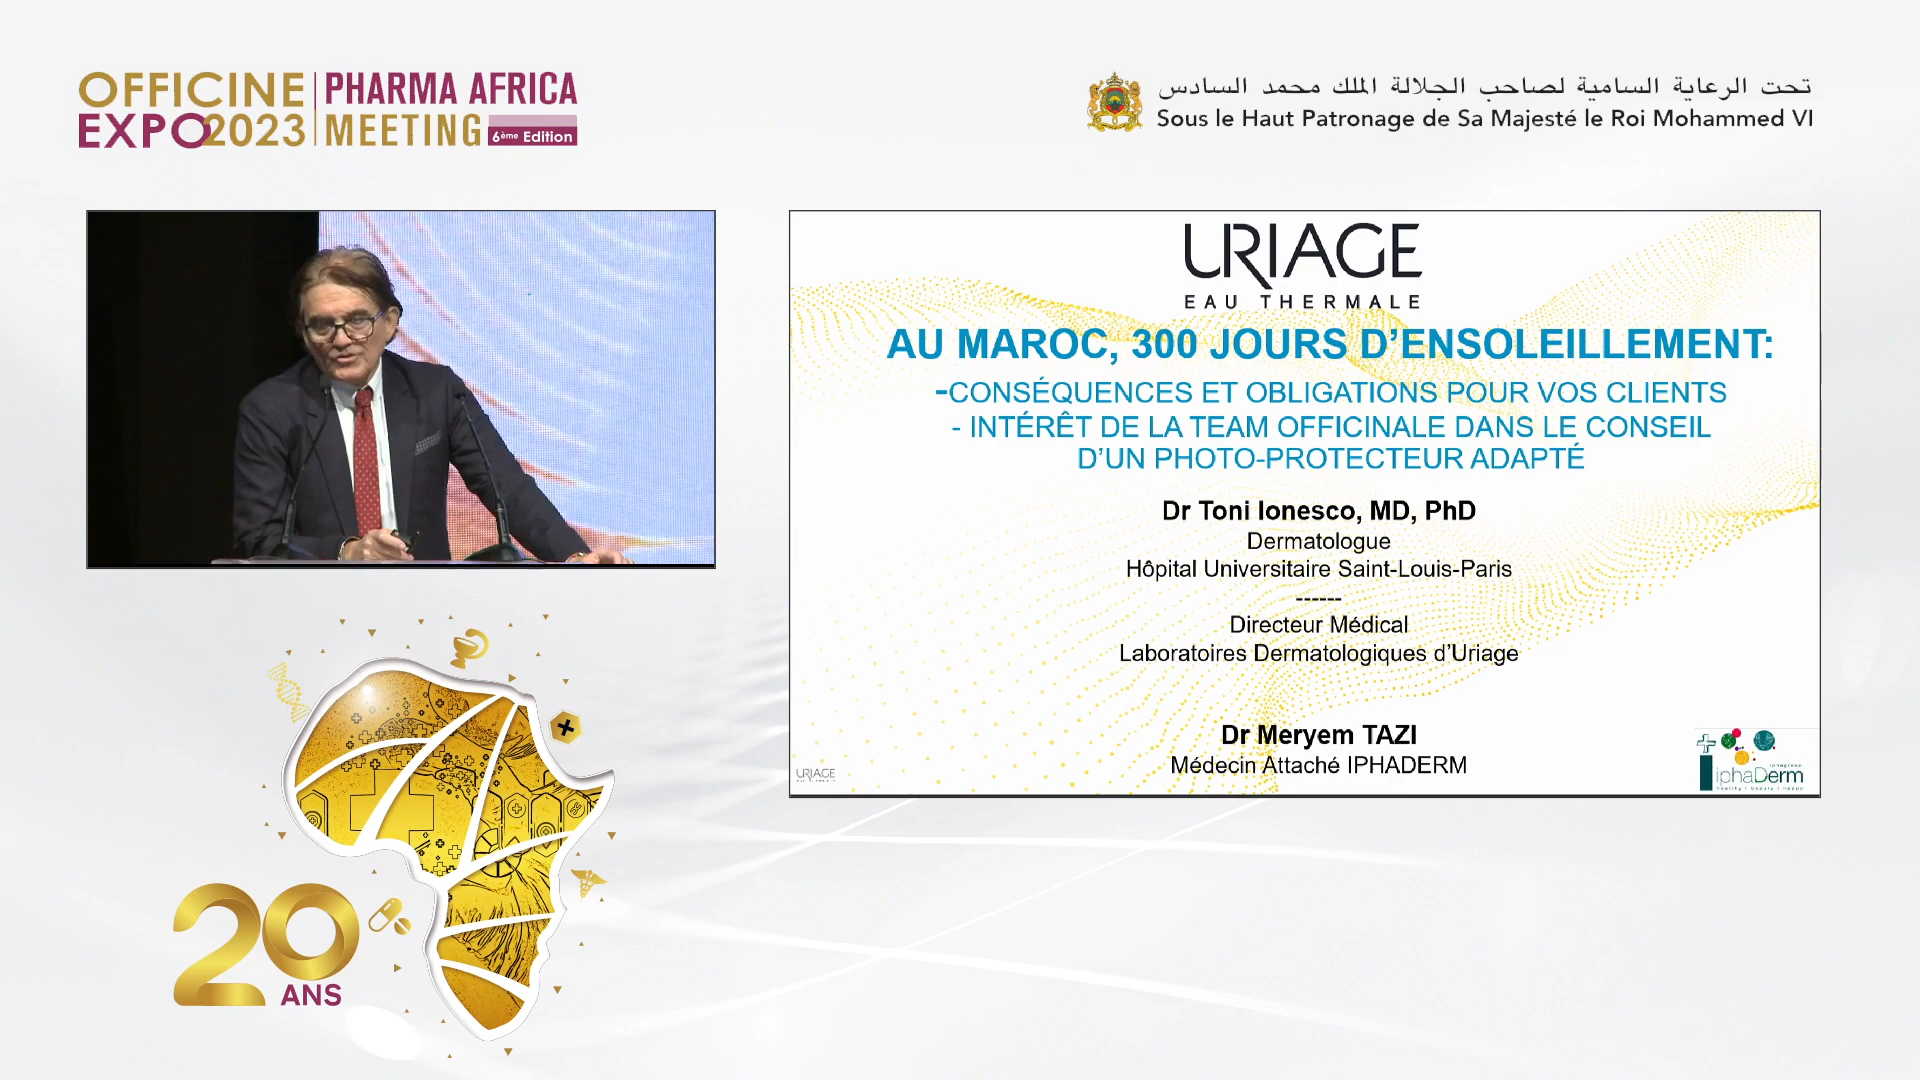 OFFICINE
EXPO2023
PHARMA AFRICA
MEETING 6ème Edition
تحت الرعاية السامية لصاحب الجلالة الملك محمد السادس
Sous le Haut Patronage de Sa Majesté le Roi Mohammed VI
URIAGE
EAU THERMALE
AU MAROC, 300 JOURS D’ENSOLEILLEMENT:
-CONSÉQUENCES ET OBLIGATIONS POUR VOS CLIENTS
- INTÉRÊT DE LA TEAM OFFICINALE DANS LE CONSEIL
D’UN PHOTO-PROTECTEUR ADAPTÉ
Dr Toni Ionesco, MD, PhD
Dermatologue
Hôpital Universitaire Saint-Louis-Paris
------
Directeur Médical
Laboratoires Dermatologiques d’Uriage
Dr Meryem TAZI
Médecin Attaché IPHADERM
URIAGE
iphaDerm
20
ANS